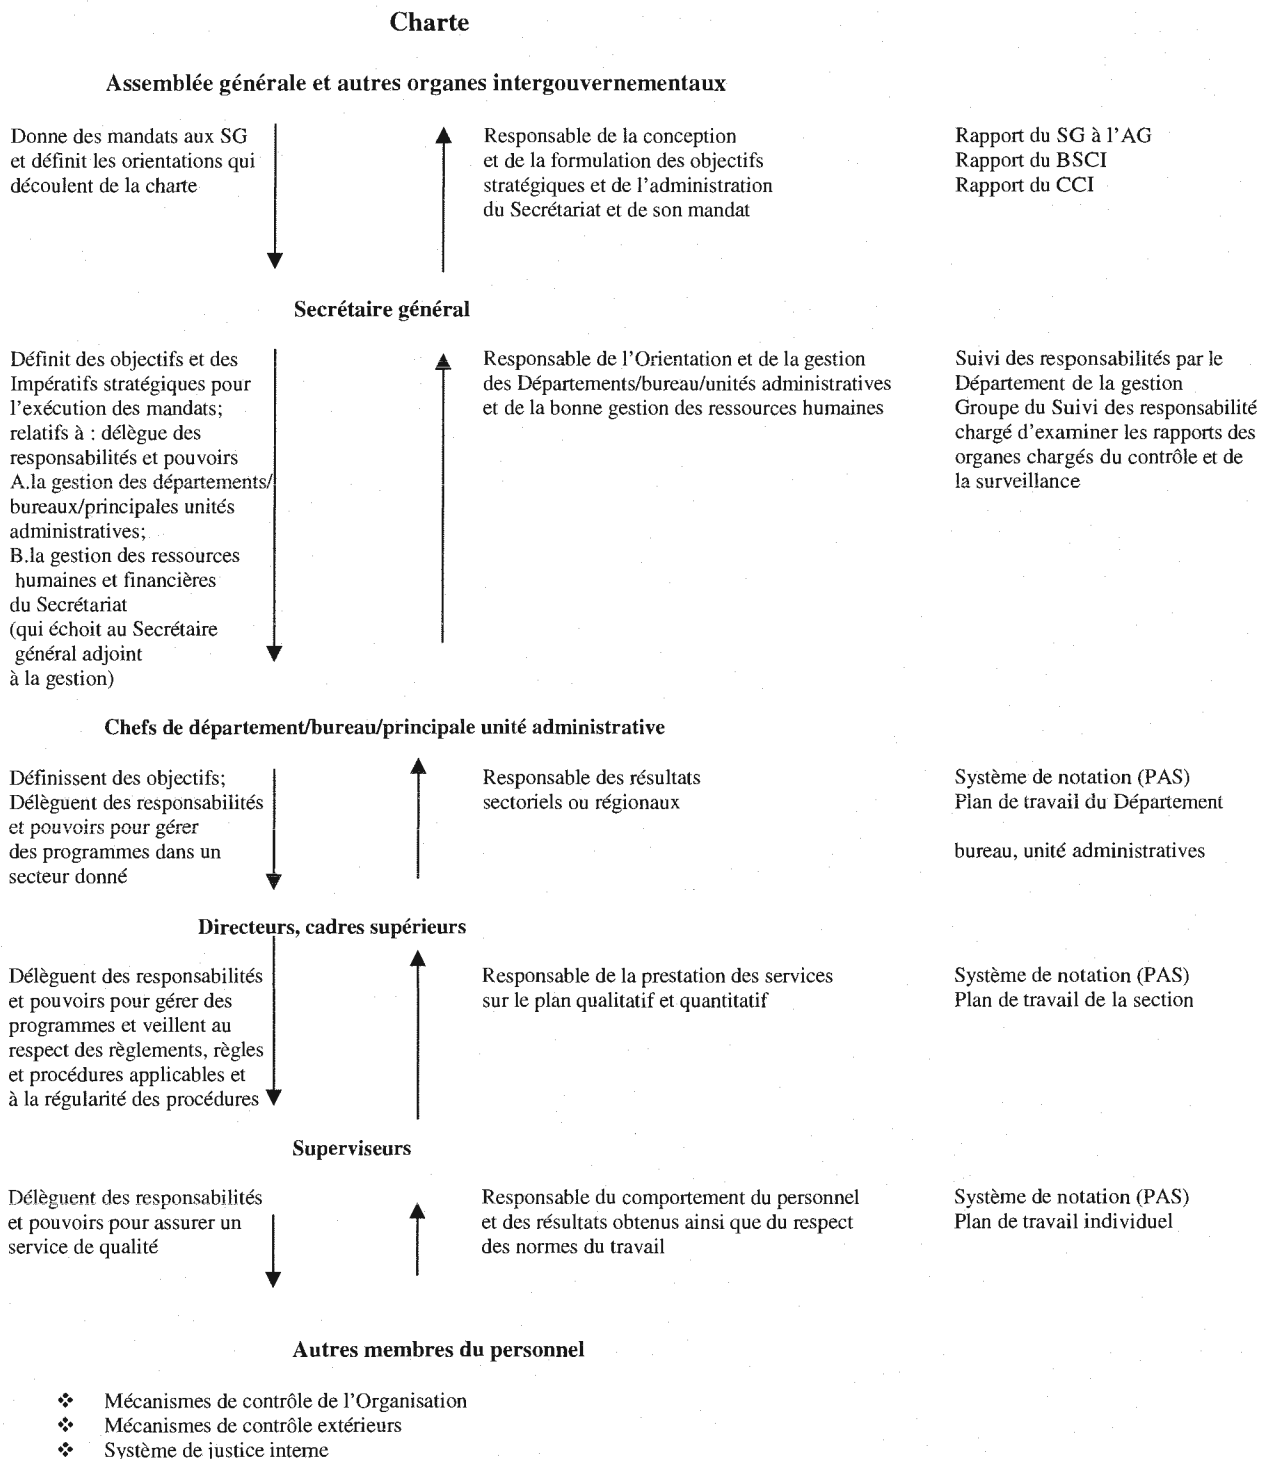 Charte
Assemblée générale et autres organes intergouvernementaux
Donne des mandats aux SG
et définit les orientations qui
découlent de la charte
Responsable de la conception
et de la formulation des objectifs
stratégiques et de l'administration
du Secrétariat et de son mandat
Rapport du SG à l'AG
Rapport du BSCI
Rapport du CCI
Secrétaire général
Définit des objectifs et des
Impératifs stratégiques pour
l'exécution des mandats;
relatifs à : délègue des
responsabilités et pouvoirs
A.la gestion des départements/
bureaux/principales unités
administratives;
B.la gestion des ressources
humaines et financières
du Secrétariat
(qui échoit au Secrétaire
général adjoint
à la gestion)
Responsable de l'Orientation et de la gestion
des Départements/bureau/unités administratives
et de la bonne gestion des ressources humaines
Suivi des responsabilités par le
Département de la gestion
Groupe du Suivi des responsabilité
chargé d'examiner les rapports des
organes chargés du contrôle et de
la surveillance
Chefs de département/bureau/principale unité administrative
Définissent des objectifs;
Délèguent des responsabilités
et pouvoirs pour gérer
des programmes dans un
secteur donné
Responsable des résultats
sectoriels ou régionaux
Système de notation (PAS)
Plan de travail du Département
bureau, unité administratives
Directeurs, cadres supérieurs
Délèguent des responsabilités
et pouvoirs pour gérer des
programmes et veillent au
respect des règlements, règles
et procédures applicables et
à la régularité des procédures
Responsable de la prestation des services
sur le plan qualitatif et quantitatif
Système de notation (PAS)
Plan de travail de la section
Superviseurs
Délèguent des responsabilités
et pouvoirs pour assurer un
service de qualité
Responsable du comportement du personnel
et des résultats obtenus ainsi que du respect
des normes du travail
Système de notation (PAS)
Plan de travail individuel
Autres membres du personnel
❖ Mécanismes de contrôle de l'Organisation
❖ Mécanismes de contrôle extérieurs
❖ Système de justice interne